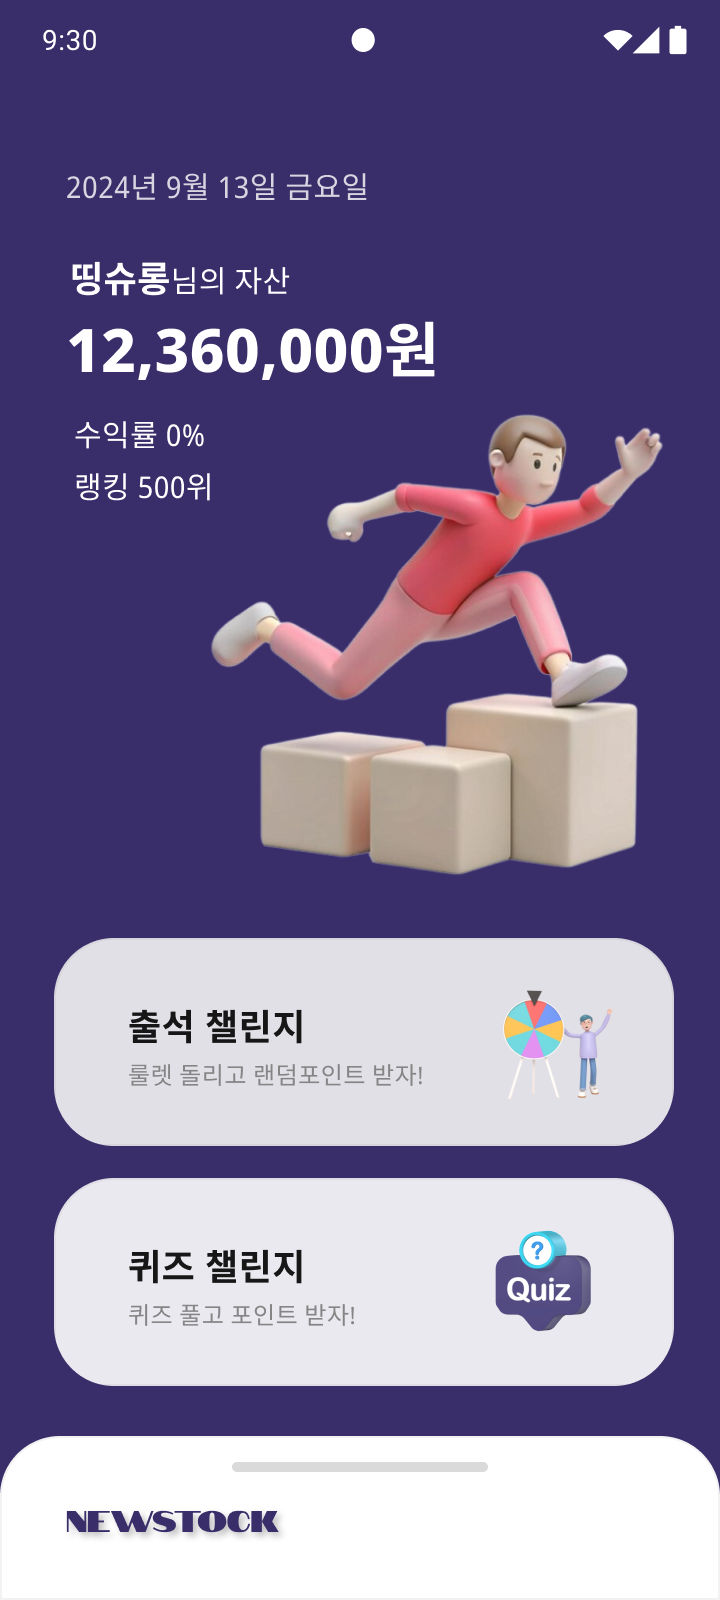 9:30
2024년 9월 13일 금요일
띵슈롱님의 자산
12,360,000원
수익률 0%
랭킹 500위
출석 챌린지
룰렛 돌리고 랜덤포인트 받자!
퀴즈 챌린지
퀴즈 풀고 포인트 받자!
?
Quiz
NEWSTOCK